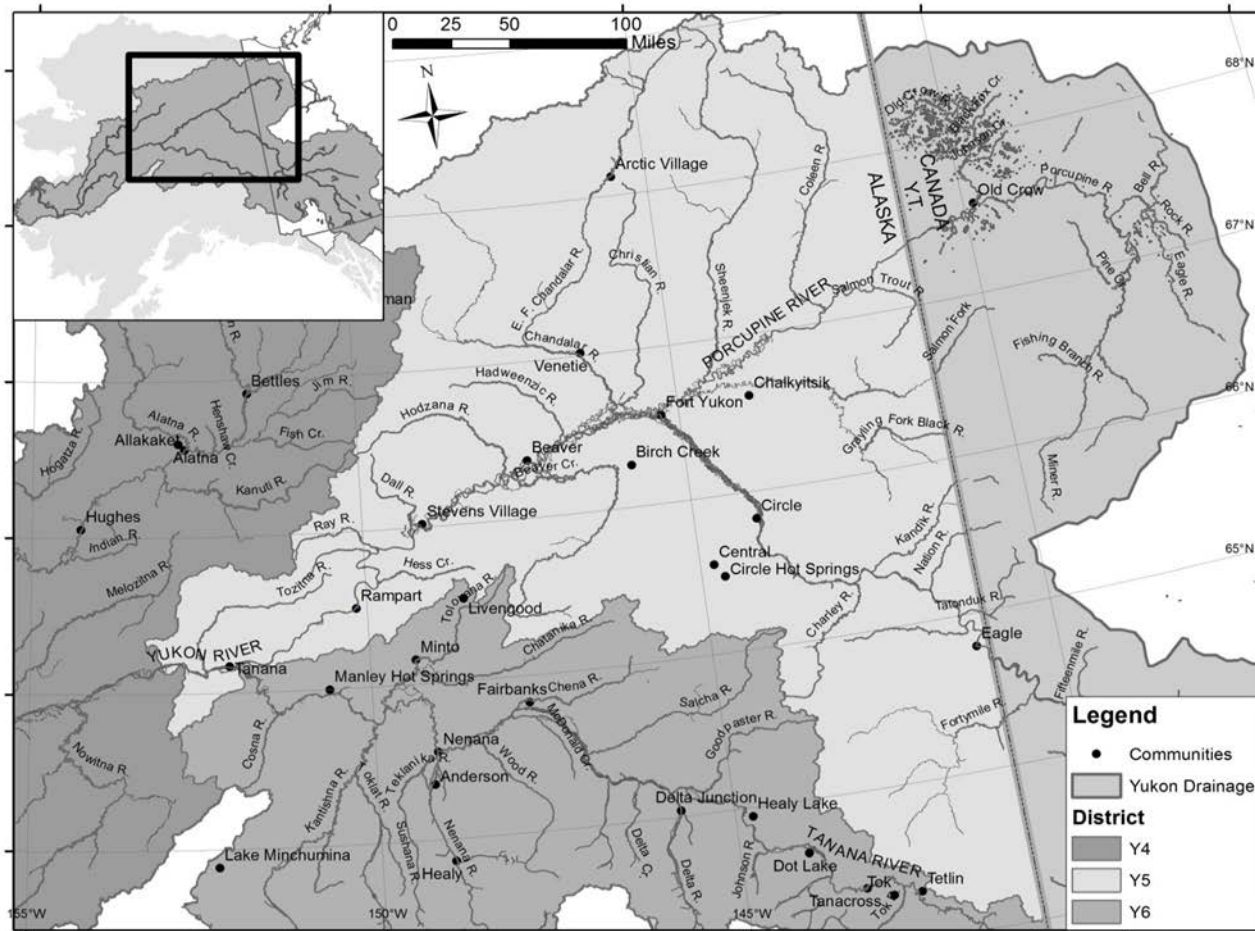 0 50 100
Miles
N
68°N
67°N
66°N
65°N
155°W
150°W
145°W
ALASKA
CANADA
Y.T.
Old Crow R.
Johnson Cr.
Old Crow
Porcupine R.
Bell R.
Rock R.
Eagle R.
Pine Cr.
Fishing Branch R.
Miner R.
Salmon Fork
Salmon Trout R.
Coleen R.
Sheenjek R.
Christian R.
Arctic Village
E. F. Chandalar R.
Chandalar R.
Venetie
PORCUPINE RIVER
Chalkyitsik
Fort Yukon
Grayling
Fork Black R.
Hadweenzic R.
Hodzana R.
Beaver
Beaver Cr.
Birch Creek
Dall R.
Stevens Village
Circle
Central
Circle Hot Springs
Kandik R.
Nation R.
Tatonduk R.
Charley R.
Eagle
Fifteenmile R.
Fortymile R.
man
n R.
Bettles
Jim R.
Alatna R.
Henshaw Cr.
Fish Cr.
Allakaket
Alatna
Hogatza R.
Kanuti R.
Hughes
Indian R.
Melozitna R.
Ray R.
Tozitna R.
Hess Cr.
Rampart
Livengood
Minto
Chatanika R.
YUKON RIVER
Tanana
Manley Hot Springs
Fairbanks
Chena R.
Salcha R.
McDonald Cr.
Goodpaster R.
Nowitna R.
Cosna R.
Nenana
Teklanika R.
Wood R.
Anderson
Kantishna R.
Toklat R.
Sushana R.
Nenana R.
Healy
Lake Minchumina
Delta Junction
Healy Lake
Delta Cr.
Delta R.
Johnson R.
Dot Lake
TANANA RIVER
Tok
Tanacross
Tok
Tetlin
Legend
Communities
Yukon Drainage
District
Y4
Y5
Y6